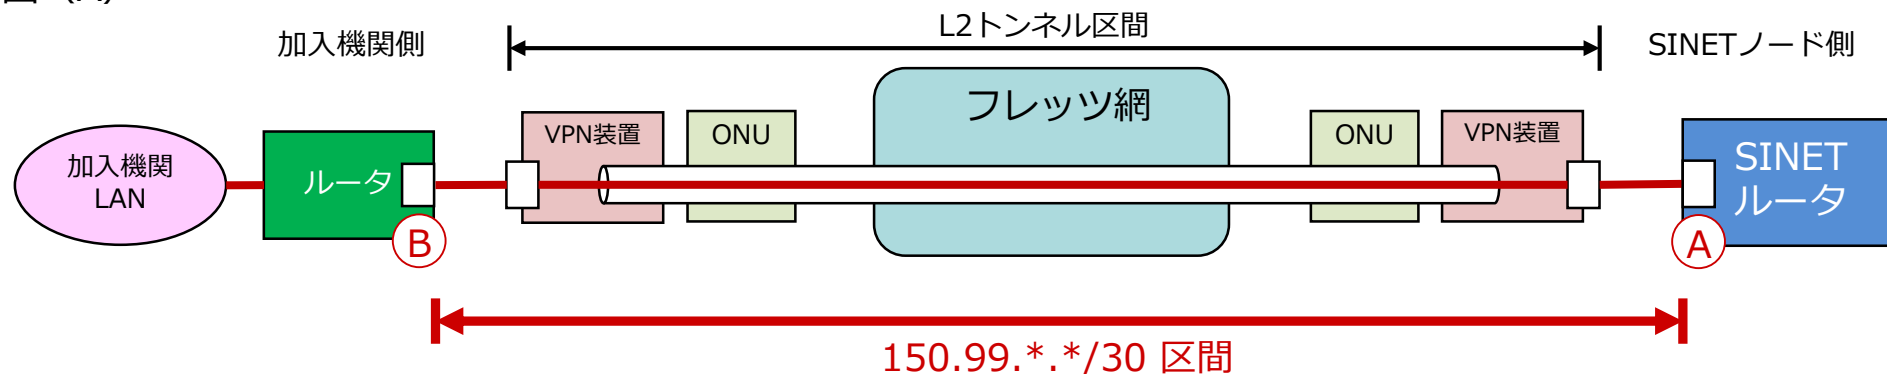 L2トンネル区間
加入機関側
SINETノード側
フレッツ網
VPN装置
ONU
ONU
VPN装置
加入機関
LAN
ルータ
SINET
ルータ
B
A
150.99.*.*/30 区間